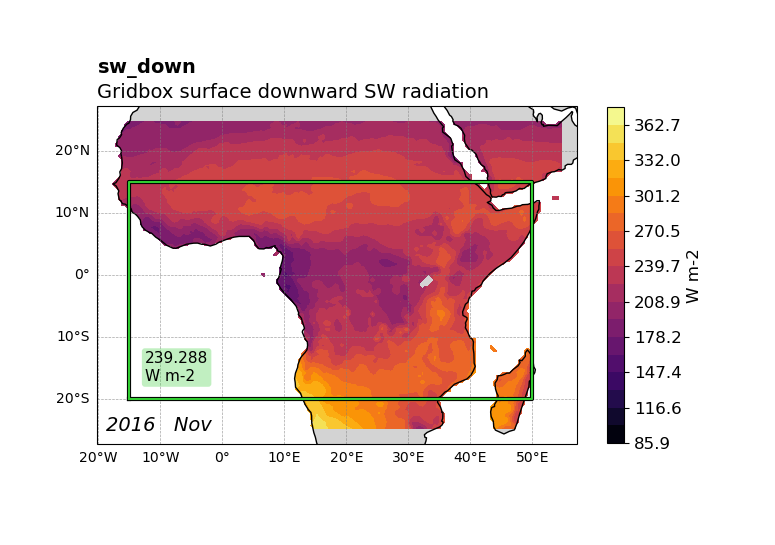 sw_down
Gridbox surface downward SW radiation
20°N
10°N
0°
10°S
20°S
239.288
W m-2
2016 Nov
20°W
10°W
0°
10°E
20°E
30°E
40°E
50°E
362.7
332.0
301.2
270.5
239.7
208.9
178.2
147.4
116.6
85.9
W m-2